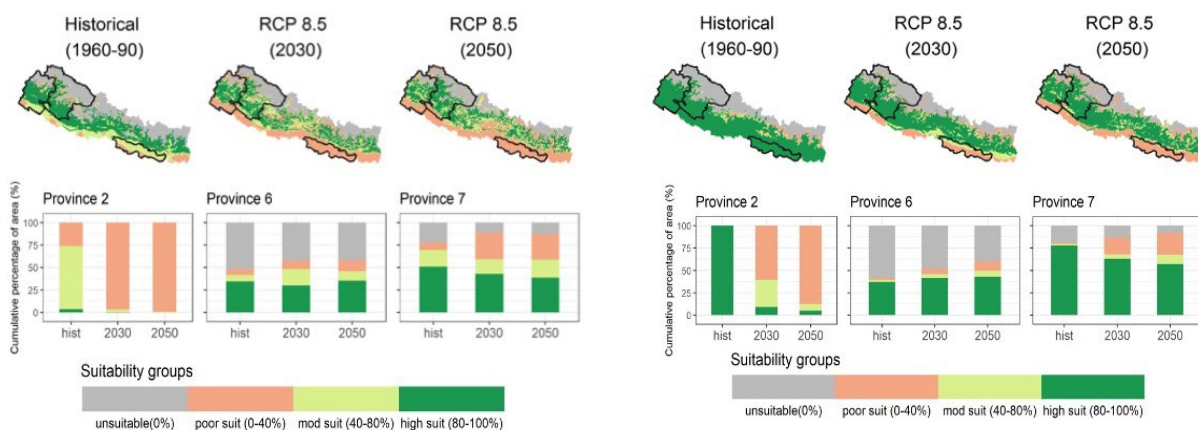 Historical
(1960-90)
RCP 8.5
(2030)
RCP 8.5
(2050)
Province 2
Province 6
Province 7
Cumulative percentage of area (%)
100
75
50
25
0
hist
2030
2050
hist
2030
2050
hist
2030
2050
Suitability groups
unsuitable(0%)
poor suit (0-40%)
mod suit (40-80%)
high suit (80-100%)
Historical
(1960-90)
RCP 8.5
(2030)
RCP 8.5
(2050)
Province 2
Province 6
Province 7
Cumulative percentage of area (%)
100
75
50
25
0
hist
2030
2050
hist
2030
2050
hist
2030
2050
Suitability groups
unsuitable(0%)
poor suit (0-40%)
mod suit (40-80%)
high suit (80-100%)